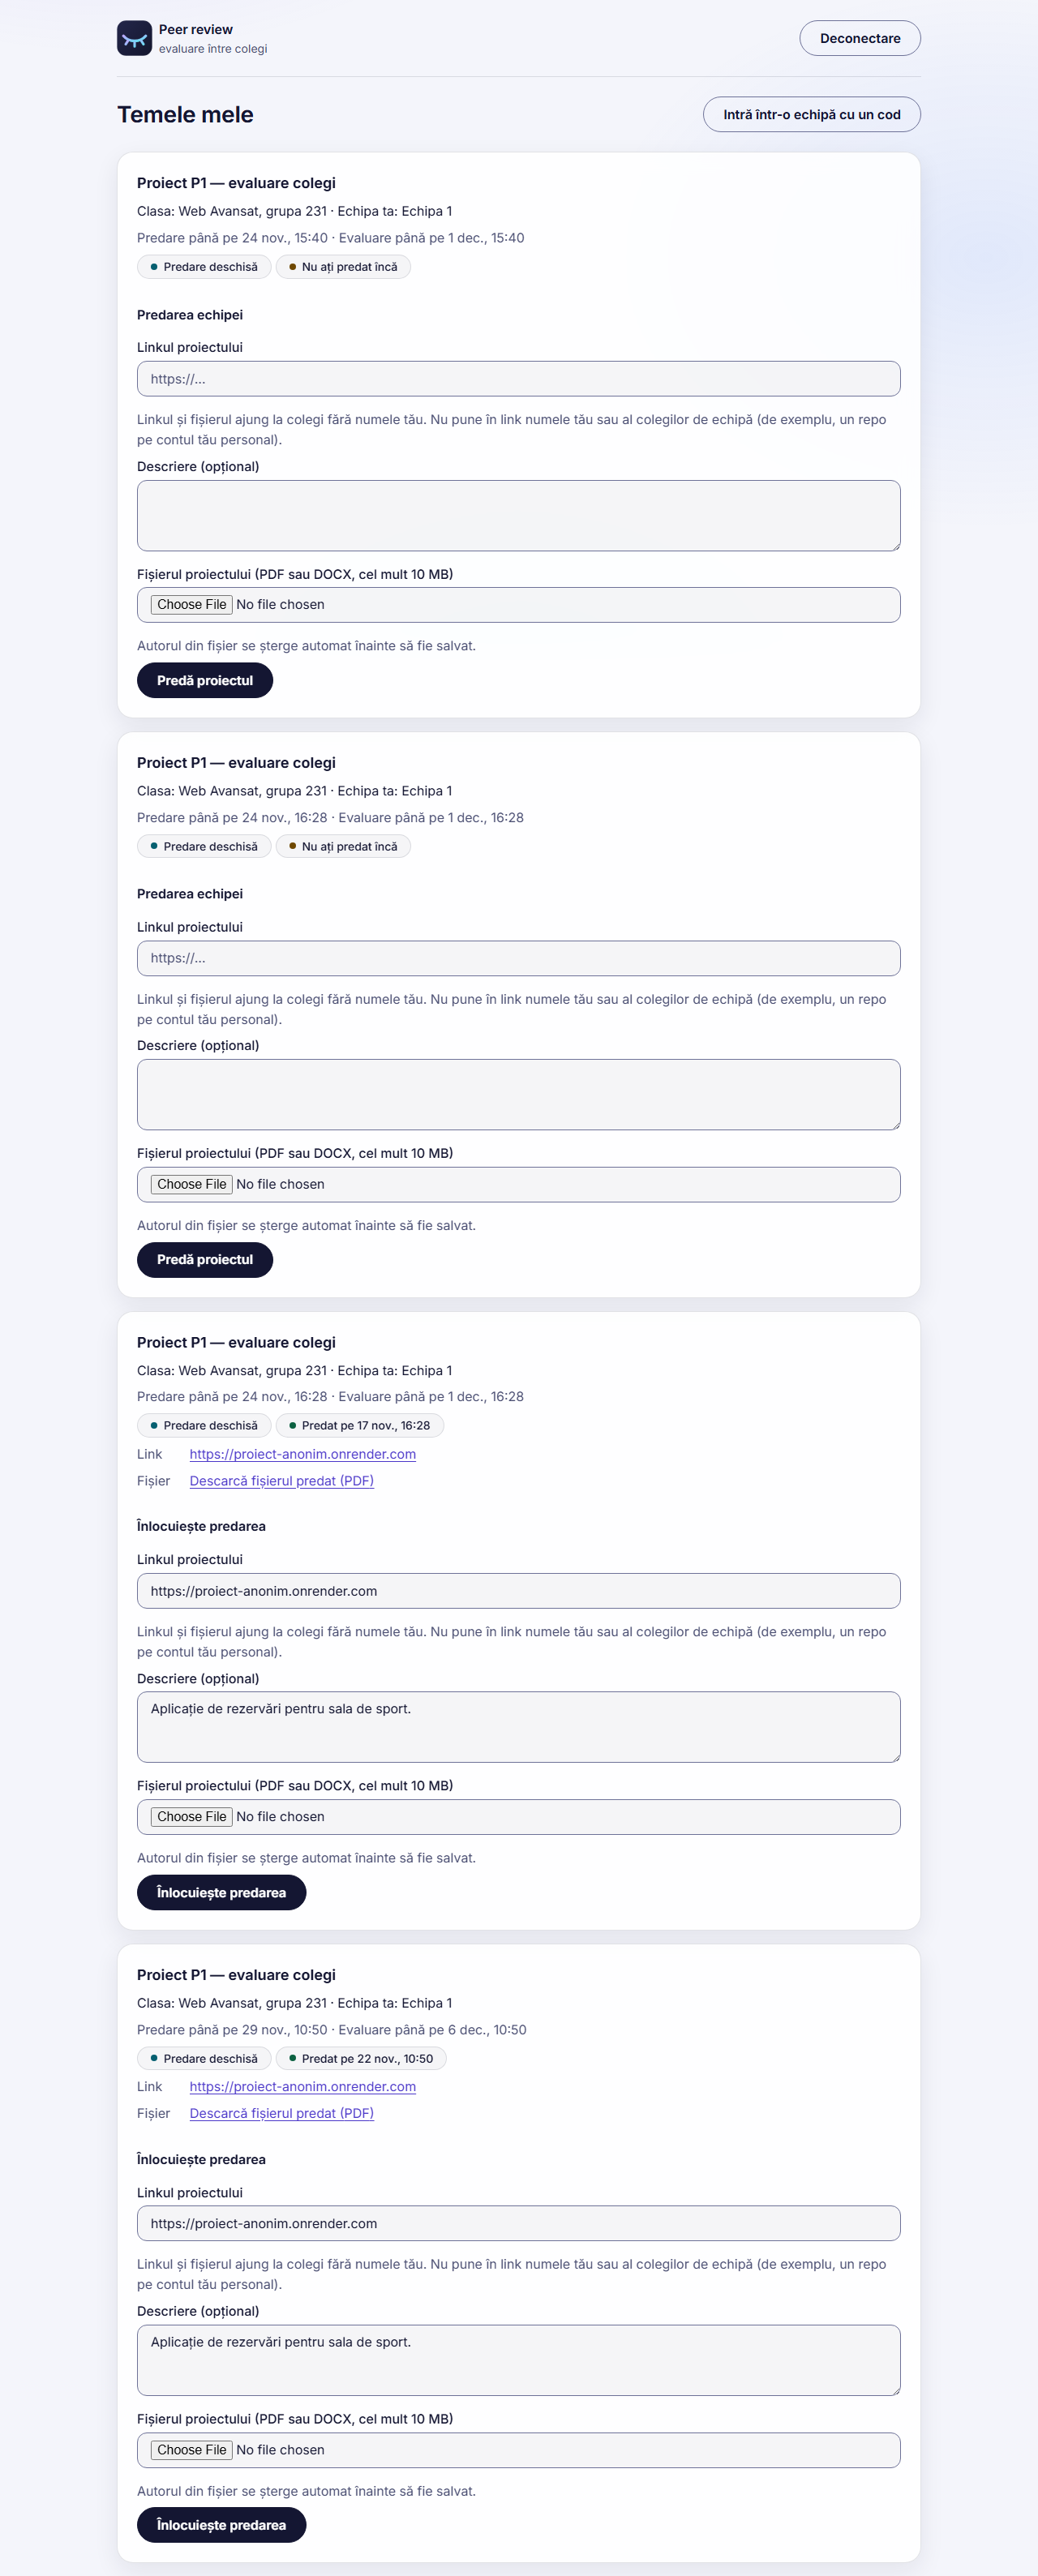 Peer review
evaluare între colegi
Deconectare
Temele mele
Intră într-o echipă cu un cod
Proiect P1 — evaluare colegi
Clasa: Web Avansat, grupa 231 · Echipa ta: Echipa 1
Predare până pe 24 nov., 15:40 · Evaluare până pe 1 dec., 15:40
Predare deschisă
Nu ați predat încă
Predarea echipei
Linkul proiectului
https://...
Linkul și fișierul ajung la colegi fără numele tău. Nu pune în link numele tău sau al colegilor de echipă (de exemplu, un repo
pe contul tău personal).
Descriere (opțional)
Fișierul proiectului (PDF sau DOCX, cel mult 10 MB)
Choose File No file chosen
Autorul din fișier se șterge automat înainte să fie salvat.
Predă proiectul
Proiect P1 — evaluare colegi
Clasa: Web Avansat, grupa 231 · Echipa ta: Echipa 1
Predare până pe 24 nov., 16:28 · Evaluare până pe 1 dec., 16:28
Predare deschisă
Nu ați predat încă
Predarea echipei
Linkul proiectului
https://...
Linkul și fișierul ajung la colegi fără numele tău. Nu pune în link numele tău sau al colegilor de echipă (de exemplu, un repo
pe contul tău personal).
Descriere (opțional)
Fișierul proiectului (PDF sau DOCX, cel mult 10 MB)
Choose File No file chosen
Autorul din fișier se șterge automat înainte să fie salvat.
Predă proiectul
Proiect P1 — evaluare colegi
Clasa: Web Avansat, grupa 231 · Echipa ta: Echipa 1
Predare până pe 24 nov., 16:28 · Evaluare până pe 1 dec., 16:28
Predare deschisă
Predat pe 17 nov., 16:28
Link https://proiect-anonim.onrender.com
Fișier Descarcă fișierul predat (PDF)
Înlocuiește predarea
Linkul proiectului
https://proiect-anonim.onrender.com
Linkul și fișierul ajung la colegi fără numele tău. Nu pune în link numele tău sau al colegilor de echipă (de exemplu, un repo
pe contul tău personal).
Descriere (opțional)
Aplicație de rezervări pentru sala de sport.
Fișierul proiectului (PDF sau DOCX, cel mult 10 MB)
Choose File No file chosen
Autorul din fișier se șterge automat înainte să fie salvat.
Înlocuiește predarea
Proiect P1 — evaluare colegi
Clasa: Web Avansat, grupa 231 · Echipa ta: Echipa 1
Predare până pe 29 nov., 10:50 · Evaluare până pe 6 dec., 10:50
Predare deschisă
Predat pe 22 nov., 10:50
Link https://proiect-anonim.onrender.com
Fișier Descarcă fișierul predat (PDF)
Înlocuiește predarea
Linkul proiectului
https://proiect-anonim.onrender.com
Linkul și fișierul ajung la colegi fără numele tău. Nu pune în link numele tău sau al colegilor de echipă (de exemplu, un repo
pe contul tău personal).
Descriere (opțional)
Aplicație de rezervări pentru sala de sport.
Fișierul proiectului (PDF sau DOCX, cel mult 10 MB)
Choose File No file chosen
Autorul din fișier se șterge automat înainte să fie salvat.
Înlocuiește predarea